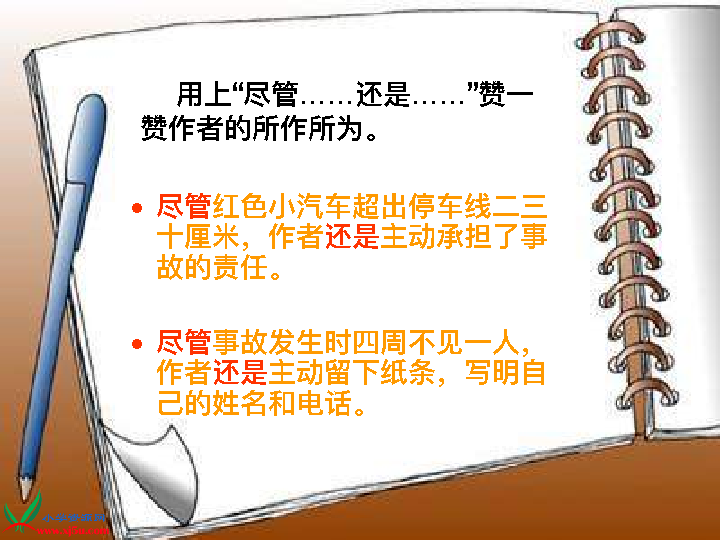 用上“尽管……还是……”赞一
赞作者的所作所为。
• 尽管红色小汽车超出停车线二三
十厘米，作者还是主动承担了事
故的责任。
• 尽管事故发生时四周不见一人，
作者还是主动留下纸条，写明自
己的姓名和电话。